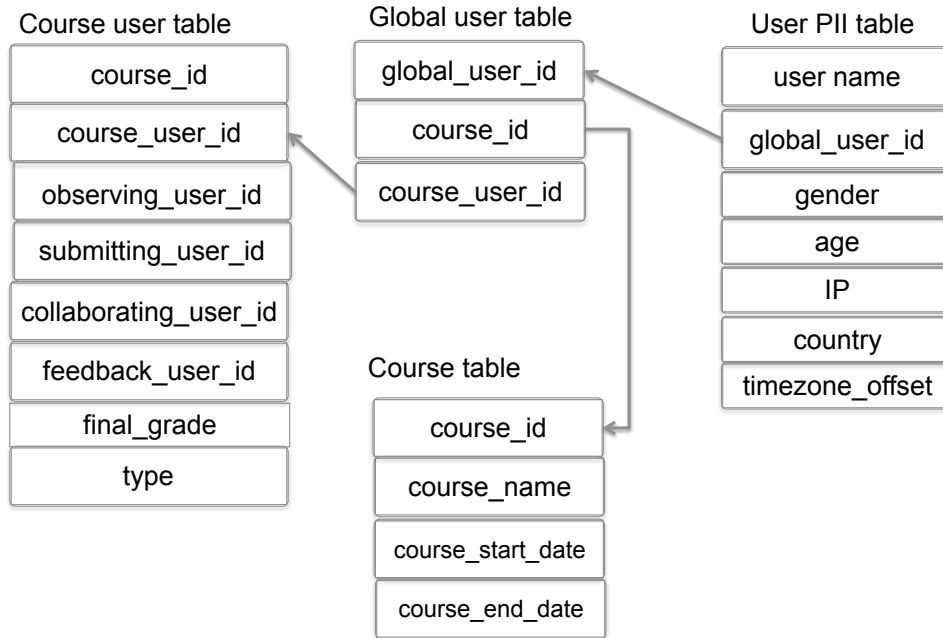 Course user table
course_id
course_user_id
observing_user_id
submitting_user_id
collaborating_user_id
feedback_user_id
final_grade
type
Global user table
global_user_id
course_id
course_user_id
Course table
course_id
course_name
course_start_date
course_end_date
User PII table
user name
global_user_id
gender
age
IP
country
timezone_offset